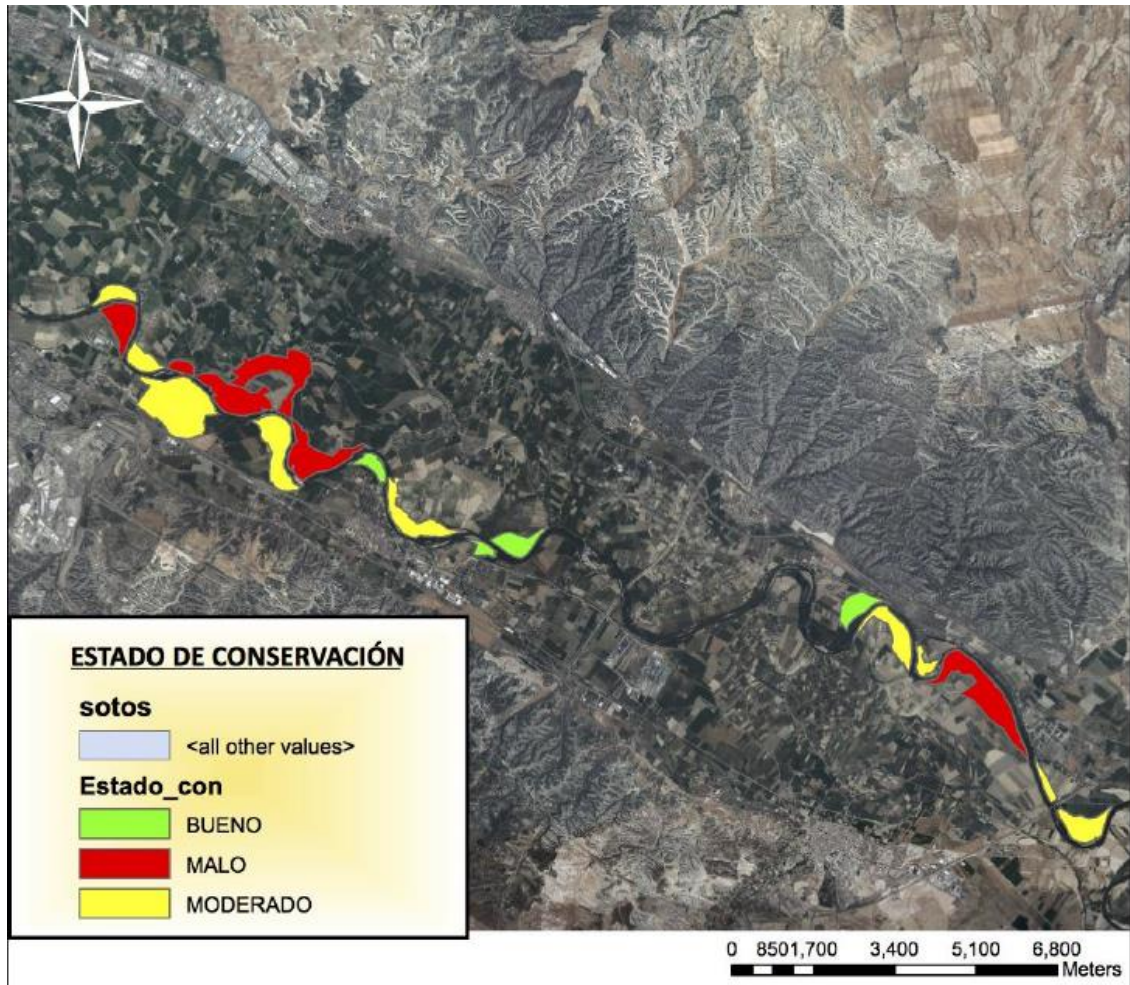 N
ESTADO DE CONSERVACIÓN
sotos
<all other values>
Estado_con
BUENO
MALO
MODERADO
0 8501,700 3,400 5,100 6,800
Meters